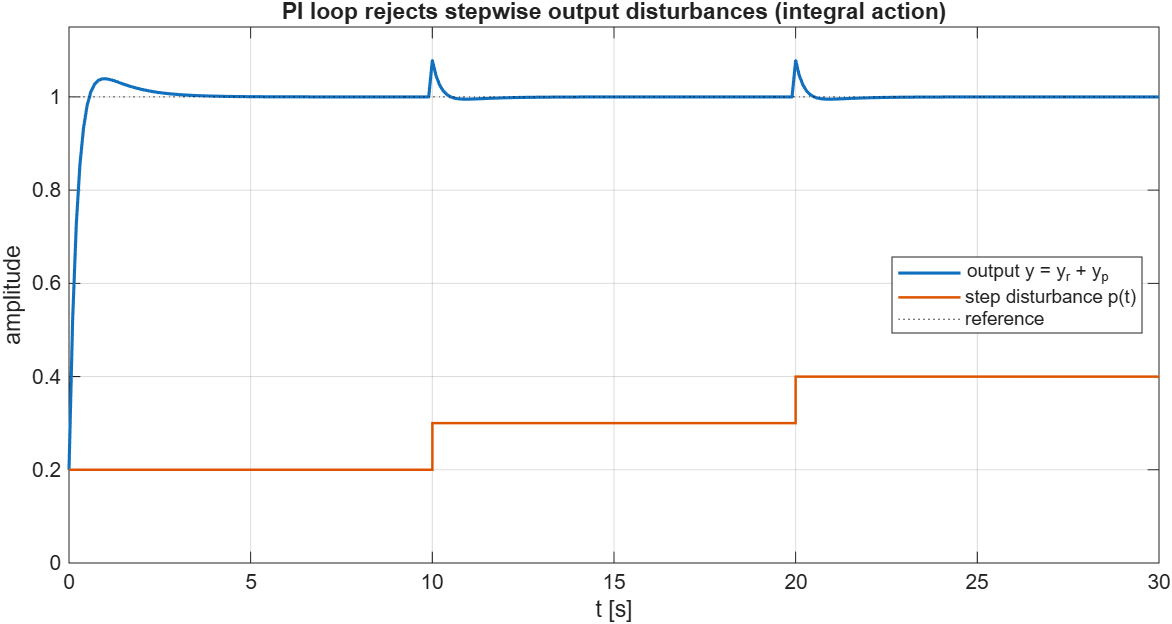 PI loop rejects stepwise output disturbances (integral action)
amplitude
1
0.8
0.6
0.4
0.2
0
0 5 10 15 20 25 30
t [s]
output y = yr + yp
step disturbance p(t)
reference